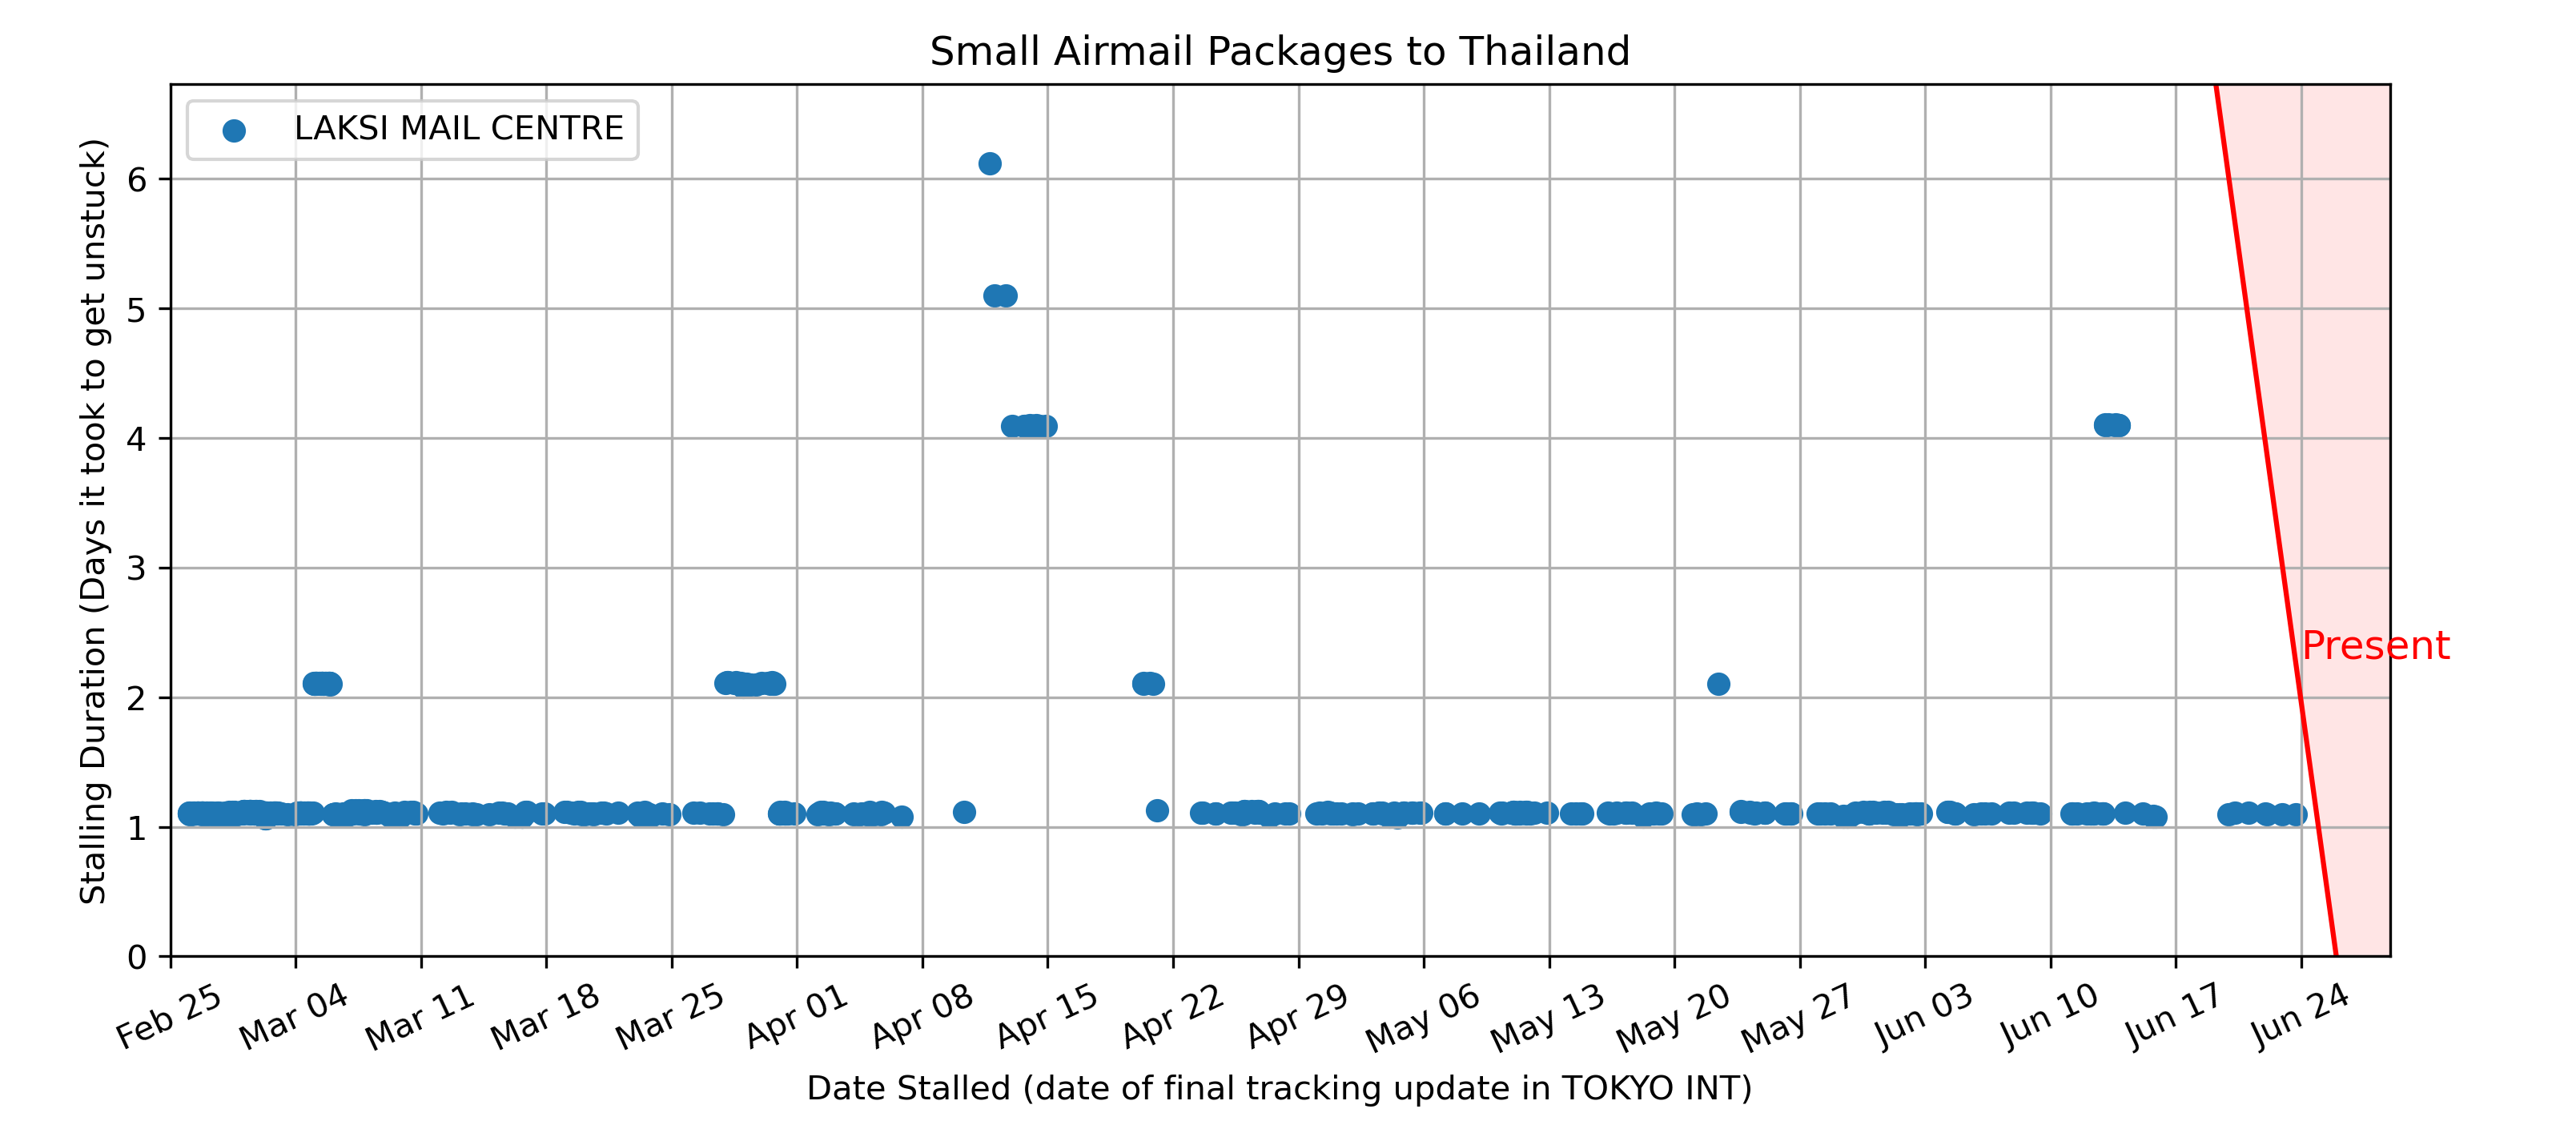 Small Airmail Packages to Thailand
LAKSI MAIL CENTRE
Stalling Duration (Days it took to get unstuck)
6
5
4
3
2
1
0
Present
Feb 25
Mar 04
Mar 11
Mar 18
Mar 25
Apr 01
Apr 08
Apr 15
Apr 22
Apr 29
May 06
May 13
May 20
May 27
Jun 03
Jun 10
Jun 17
Jun 24
Date Stalled (date of final tracking update in TOKYO INT)